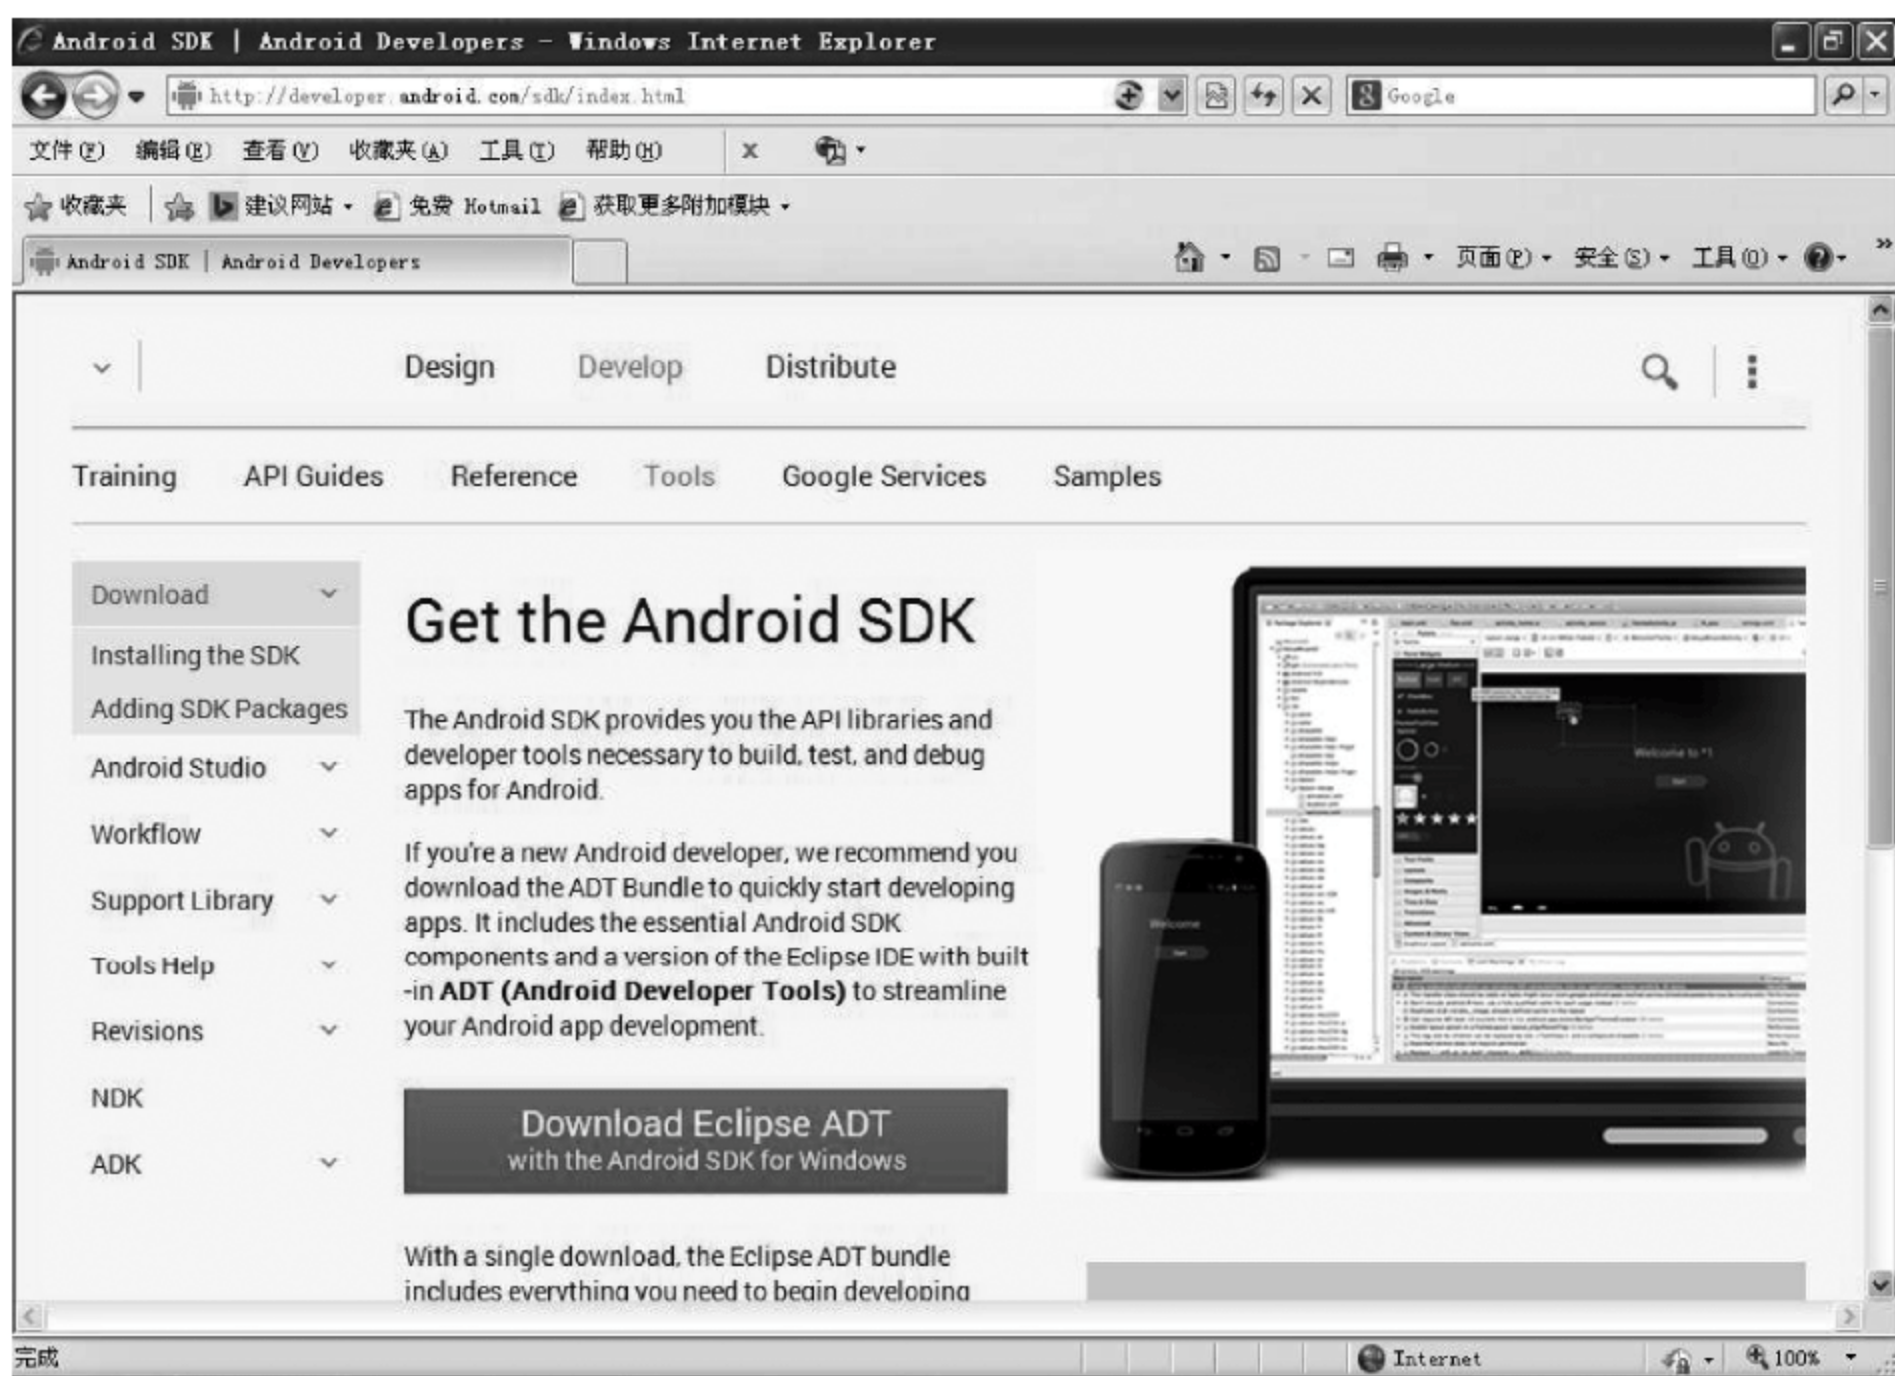 Android SDK | Android Developers - Windows Internet Explorer
http://developer.android.com/sdk/index.html
Google
文件(F) 编辑(E) 查看(V) 收藏夹(A) 工具(T) 帮助(H) x
收藏夹 建议网站 免费 Hotmail 获取更多附加模块
Android SDK | Android Developers
页面(P) 安全(S) 工具(O)
Design Develop Distribute
Training API Guides Reference Tools Google Services Samples
Download
Installing the SDK
Adding SDK Packages
Android Studio
Workflow
Support Library
Tools Help
Revisions
NDK
ADK
Get the Android SDK
The Android SDK provides you the API libraries and
developer tools necessary to build, test, and debug
apps for Android.
If you're a new Android developer, we recommend you
download the ADT Bundle to quickly start developing
apps. It includes the essential Android SDK
components and a version of the Eclipse IDE with built
-in ADT (Android Developer Tools) to streamline
your Android app development.
Download Eclipse ADT
with the Android SDK for Windows
With a single download, the Eclipse ADT bundle
includes everything you need to begin developing
Welcome
Start
Welcome to
完成
Internet
100%